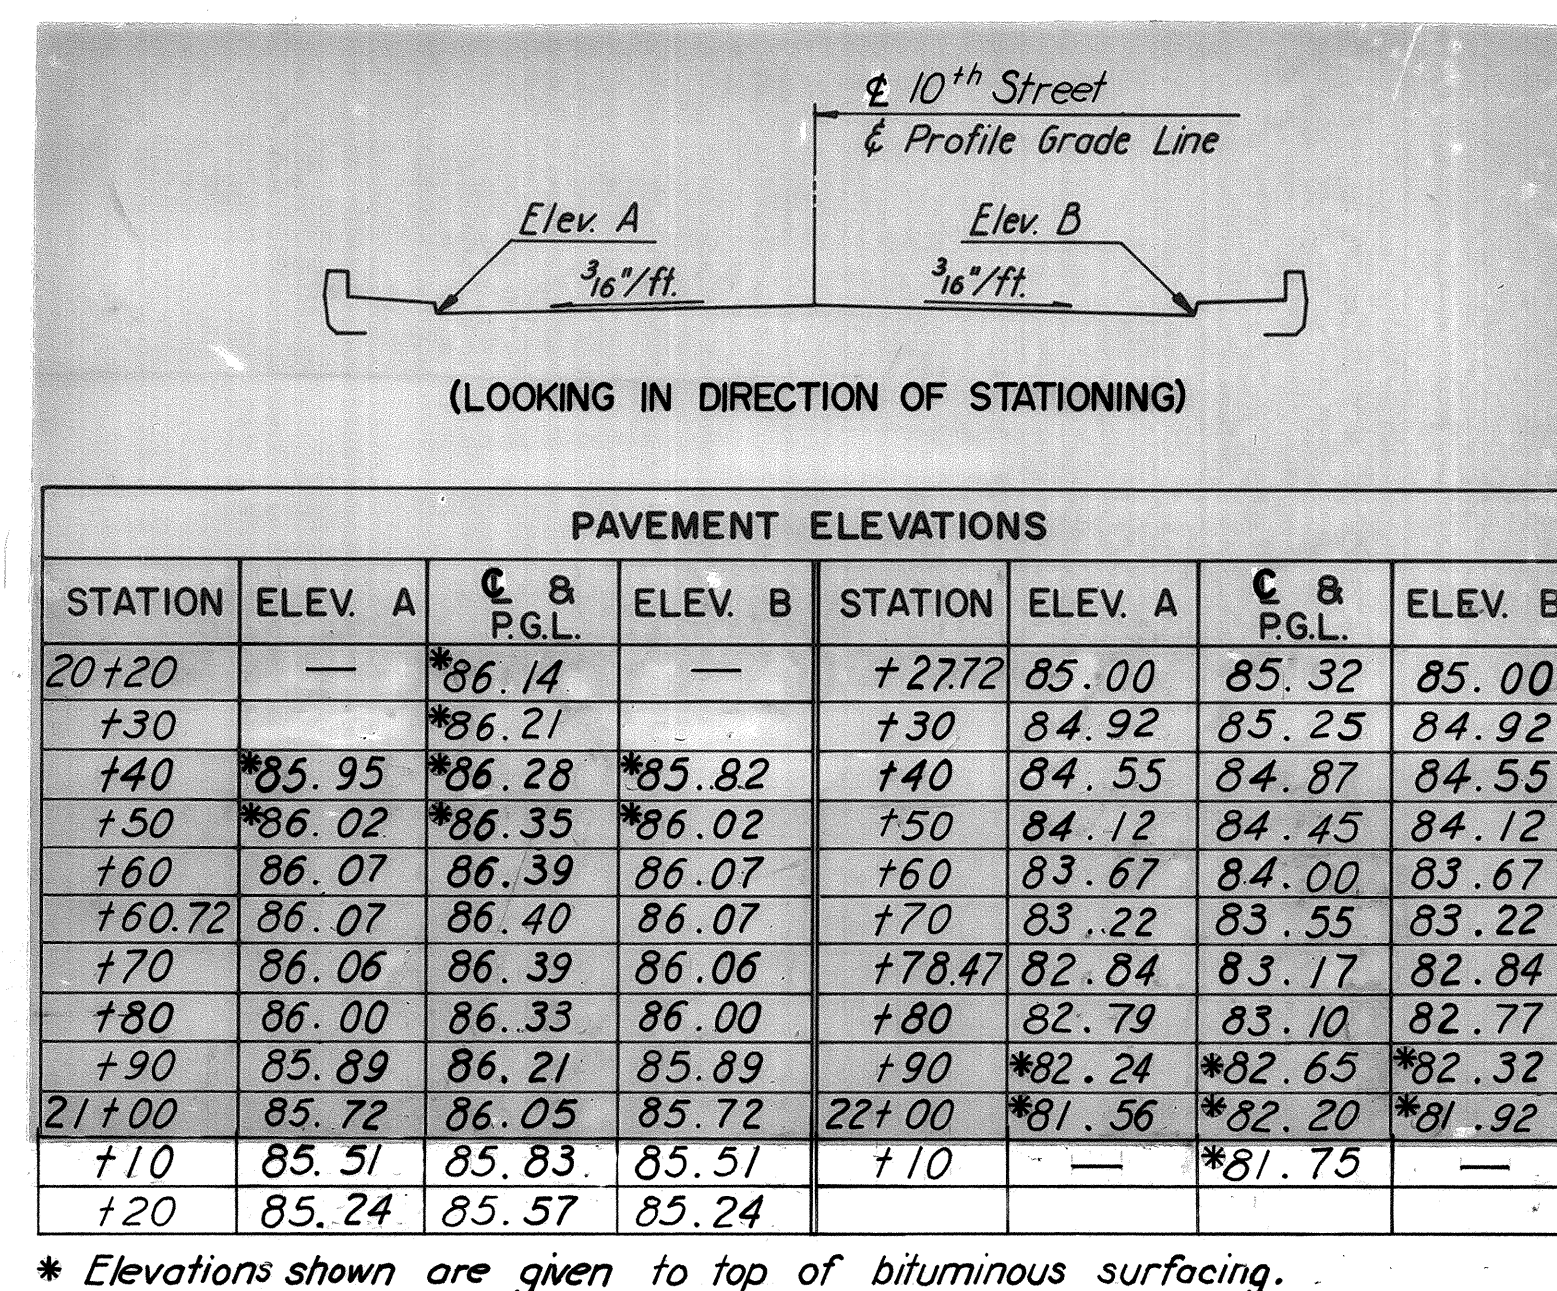 ℄ 10th Street
& Profile Grade Line
Elev. A
Elev. B
3/16"/ft.
3/16"/ft.
(LOOKING IN DIRECTION OF STATIONING)
PAVEMENT ELEVATIONS
STATION ELEV. A ℄ & P.G.L. ELEV. B STATION ELEV. A ℄ & P.G.L. ELEV. B
20+20 — *86.14 — +27.72 85.00 85.32 85.00
+30 *86.21 +30 84.92 85.25 84.92
+40 *85.95 *86.28 *85.82 +40 84.55 84.87 84.55
+50 *86.02 *86.35 *86.02 +50 84.12 84.45 84.12
+60 86.07 86.39 86.07 +60 83.67 84.00 83.67
+60.72 86.07 86.40 86.07 +70 83.22 83.55 83.22
+70 86.06 86.39 86.06 +78.47 82.84 83.17 82.84
+80 86.00 86.33 86.00 +80 82.79 83.10 82.77
+90 85.89 86.21 85.89 +90 *82.24 *82.65 *82.32
21+00 85.72 86.05 85.72 22+00 *81.56 *82.20 *81.92
+10 85.51 85.83 85.51 +10 — *81.75 —
+20 85.24 85.57 85.24
* Elevations shown are given to top of bituminous surfacing.